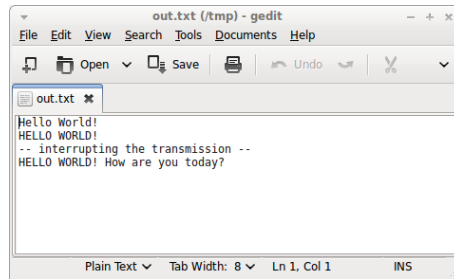 out.txt (/tmp) - gedit
File Edit View Search Tools Documents Help
Open Save Undo
out.txt
Hello World!
HELLO WORLD!
-- interrupting the transmission --
HELLO WORLD! How are you today?
Plain Text Tab Width: 8 Ln 1, Col 1 INS